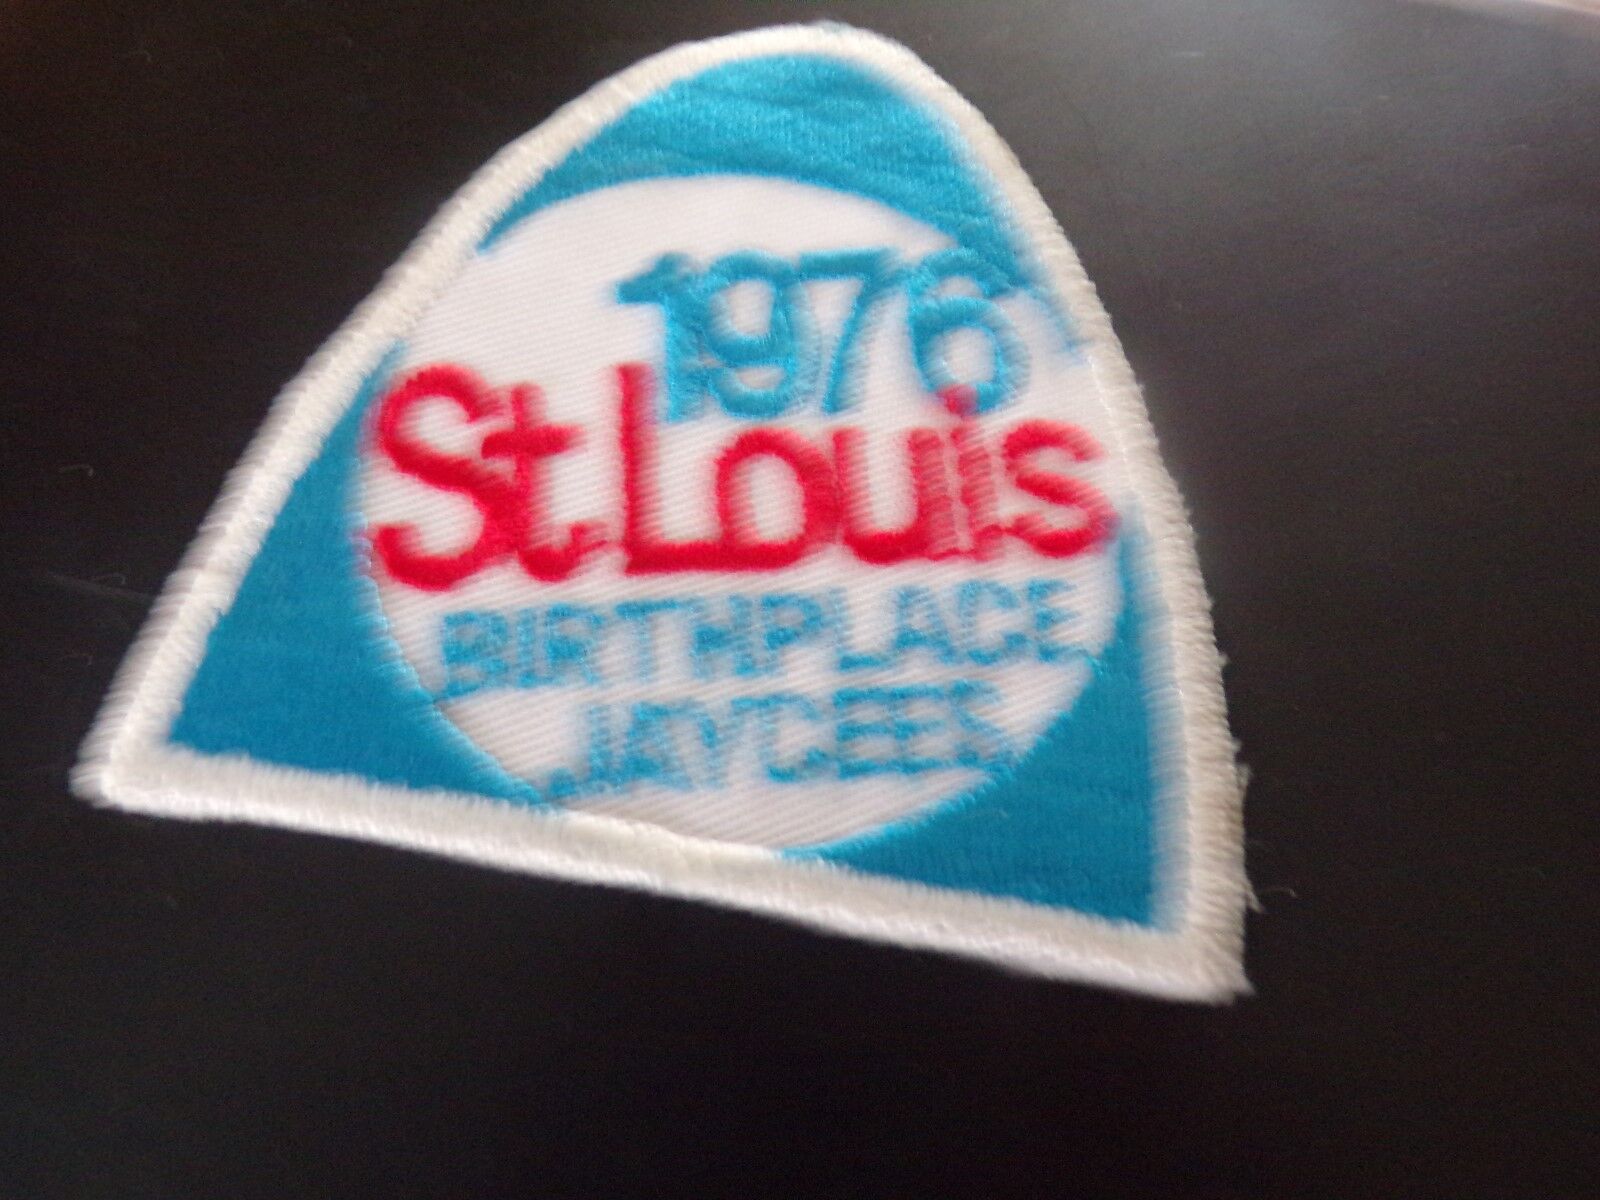 1976
St. Louis
BIRTHPLACE
JAYCEES